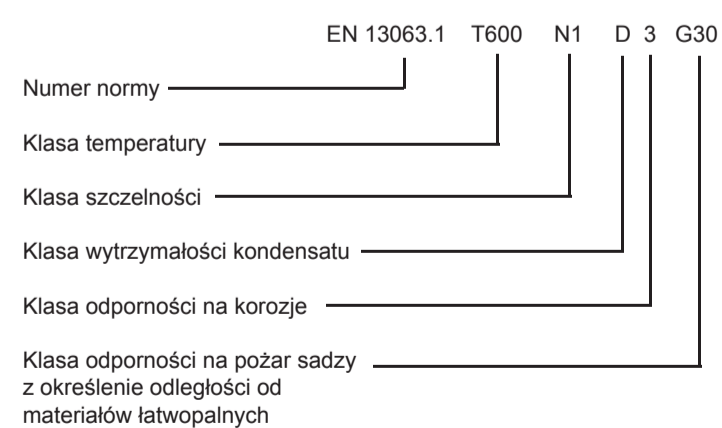 EN 13063.1 T600 N1 D 3 G30
Numer normy
Klasa temperatury
Klasa szczelności
Klasa wytrzymałości kondensatu
Klasa odporności na korozje
Klasa odporności na pożar sadzy
z określenie odległości od
materiałów łatwopalnych